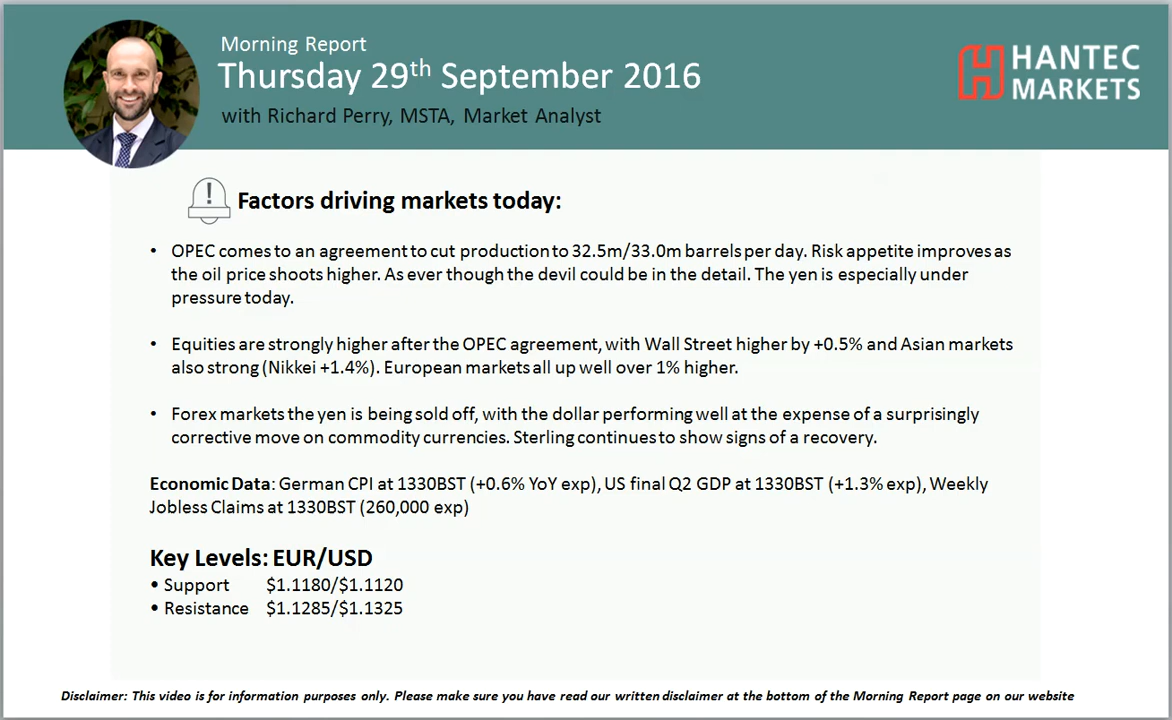 Morning Report
Thursday 29th September 2016
with Richard Perry, MSTA, Market Analyst
HANTEC
MARKETS
Factors driving markets today:
• OPEC comes to an agreement to cut production to 32.5m/33.0m barrels per day. Risk appetite improves as
the oil price shoots higher. As ever though the devil could be in the detail. The yen is especially under
pressure today.
• Equities are strongly higher after the OPEC agreement, with Wall Street higher by +0.5% and Asian markets
also strong (Nikkei +1.4%). European markets all up well over 1% higher.
• Forex markets the yen is being sold off, with the dollar performing well at the expense of a surprisingly
corrective move on commodity currencies. Sterling continues to show signs of a recovery.
Economic Data: German CPI at 1330BST (+0.6% YoY exp), US final Q2 GDP at 1330BST (+1.3% exp), Weekly
Jobless Claims at 1330BST (260,000 exp)
Key Levels: EUR/USD
• Support $1.1180/$1.1120
• Resistance $1.1285/$1.1325
Disclaimer: This video is for information purposes only. Please make sure you have read our written disclaimer at the bottom of the Morning Report page on our website